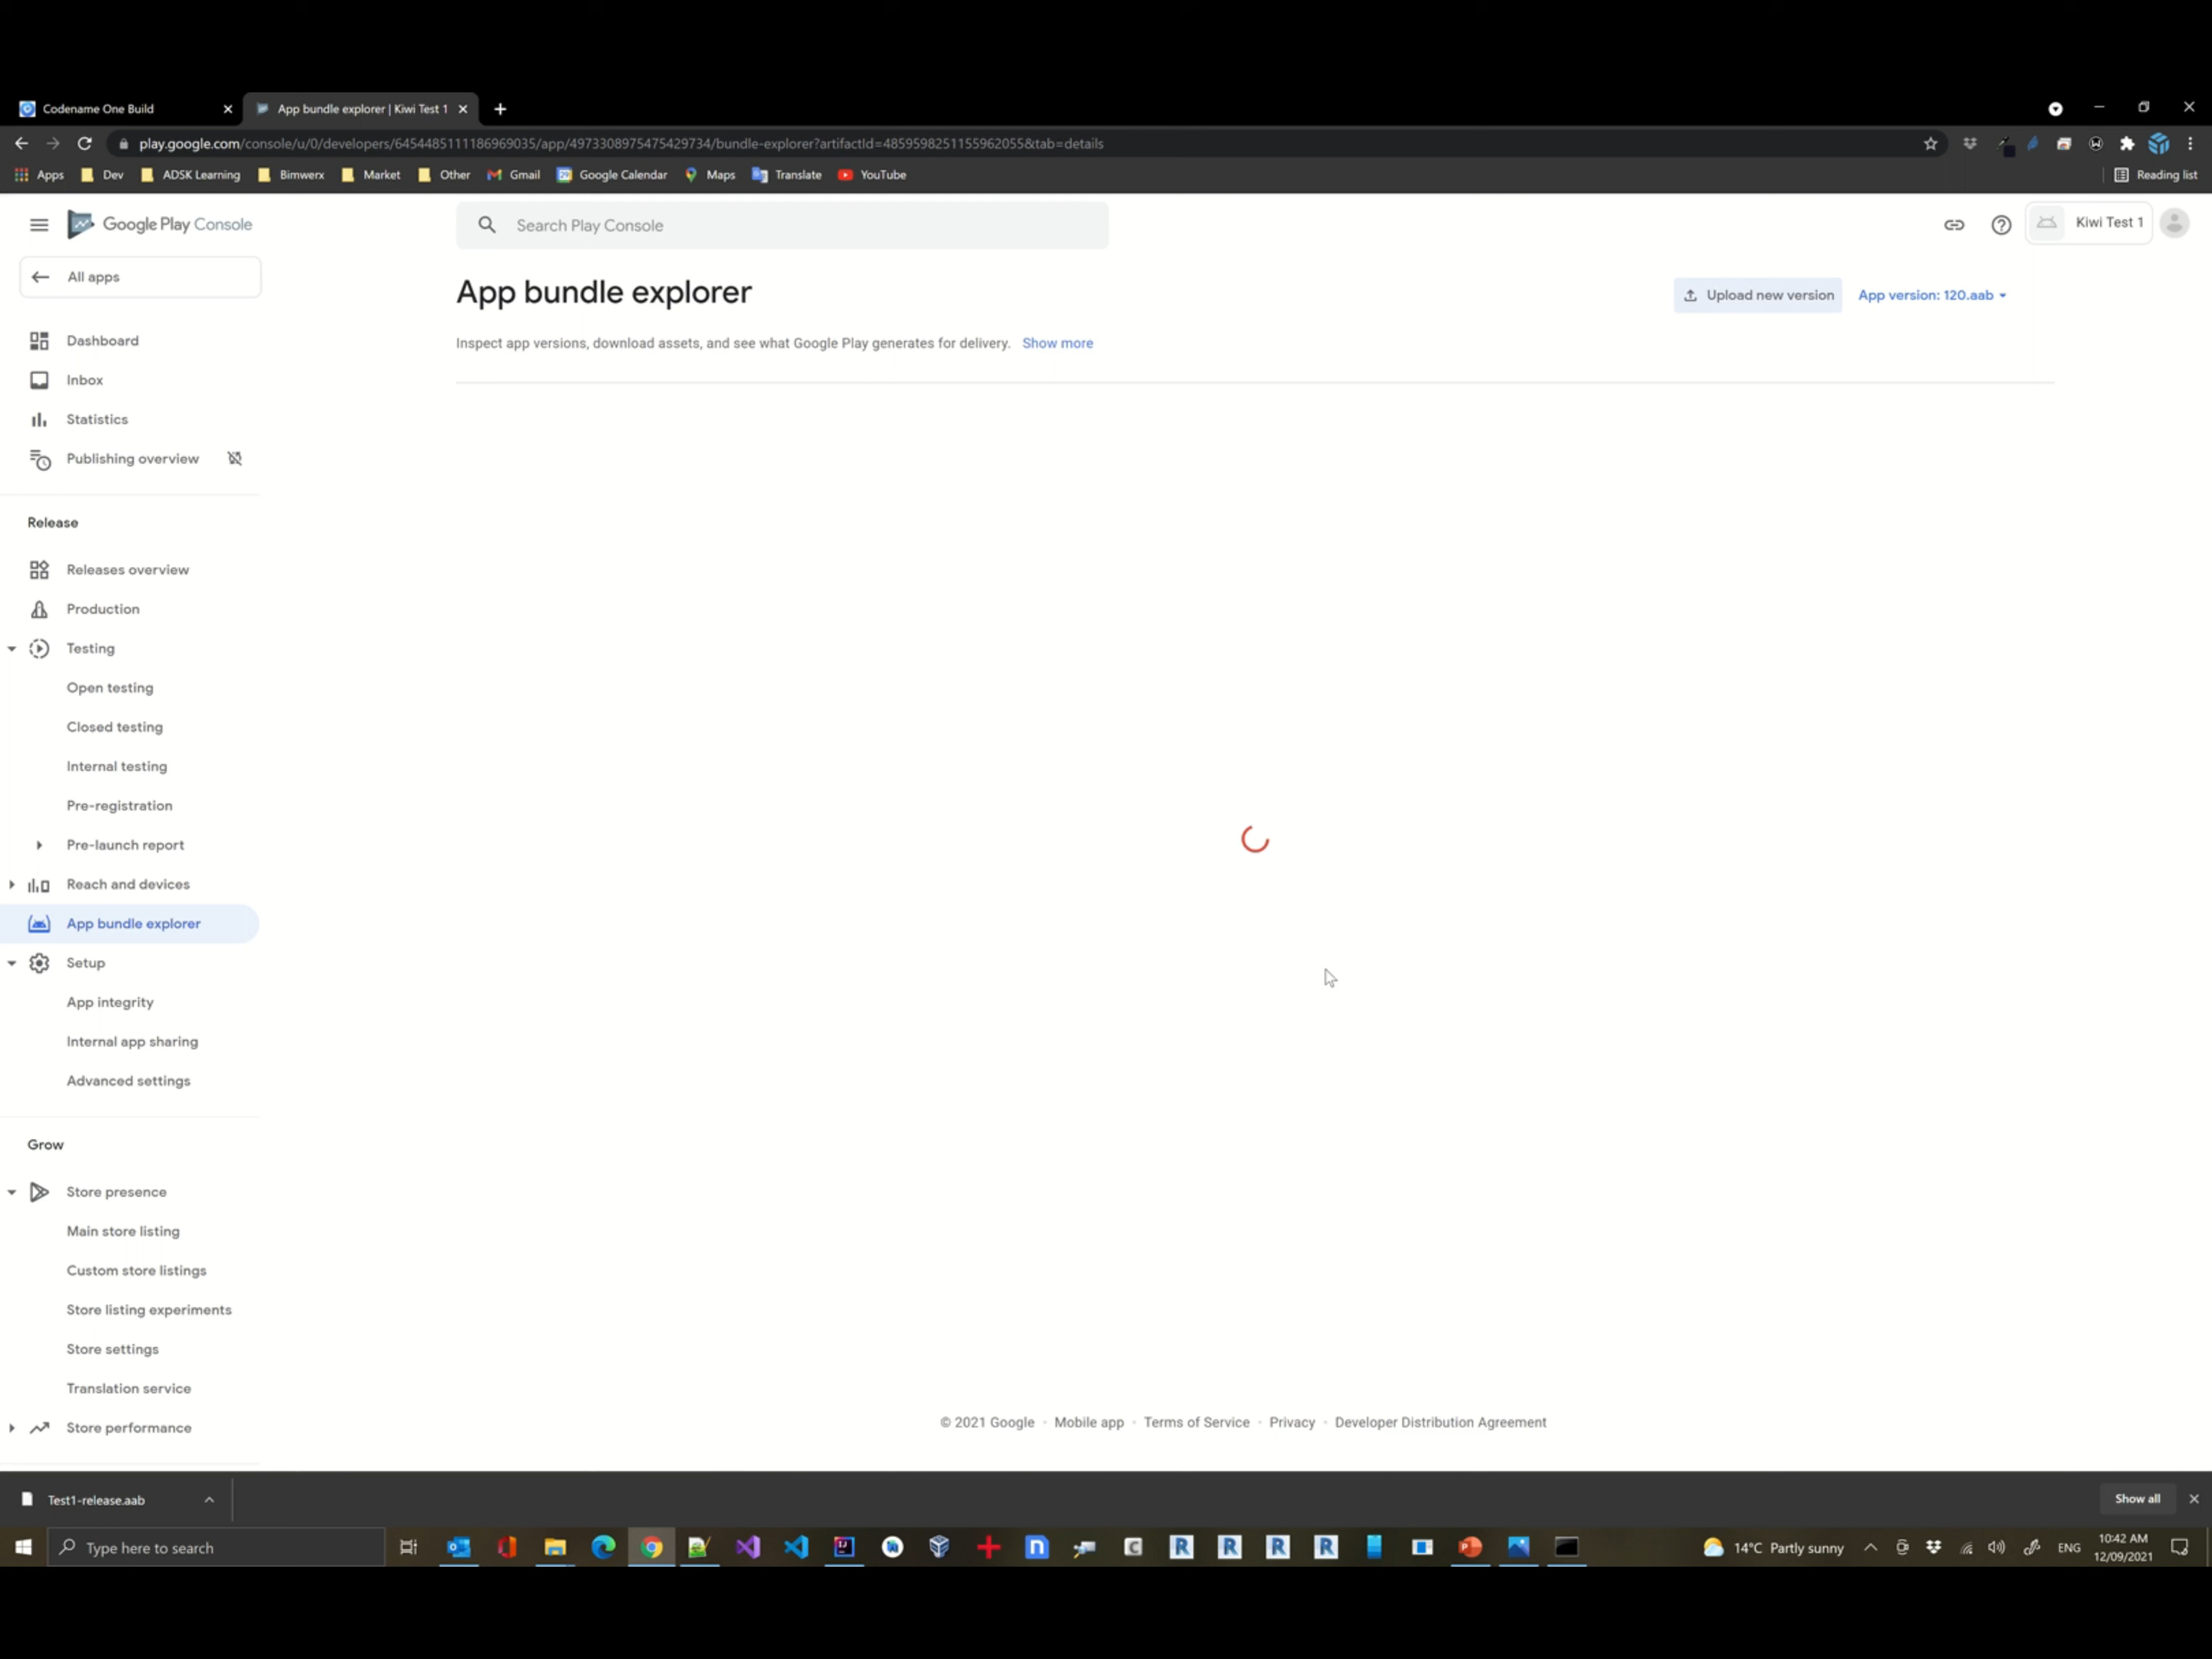 Codename One Build
App bundle explorer | Kiwi Test 1
play.google.com/console/u/0/developers/6454485111186969035/app/4973308975475429734/bundle-explorer?artifactId=4859598251155962055&tab=details
Apps Dev ADSK Learning Bimwerx Market Other Gmail Google Calendar Maps Translate YouTube Reading list
Google Play Console
Search Play Console
Kiwi Test 1
All apps
App bundle explorer
Upload new version
App version: 120.aab
Inspect app versions, download assets, and see what Google Play generates for delivery. Show more
Dashboard
Inbox
Statistics
Publishing overview
Release
Releases overview
Production
Testing
Open testing
Closed testing
Internal testing
Pre-registration
Pre-launch report
Reach and devices
App bundle explorer
Setup
App integrity
Internal app sharing
Advanced settings
Grow
Store presence
Main store listing
Custom store listings
Store listing experiments
Store settings
Translation service
Store performance
© 2021 Google · Mobile app · Terms of Service · Privacy · Developer Distribution Agreement
Test1-release.aab
Show all
Type here to search
14°C Partly sunny
ENG
10:42 AM
12/09/2021